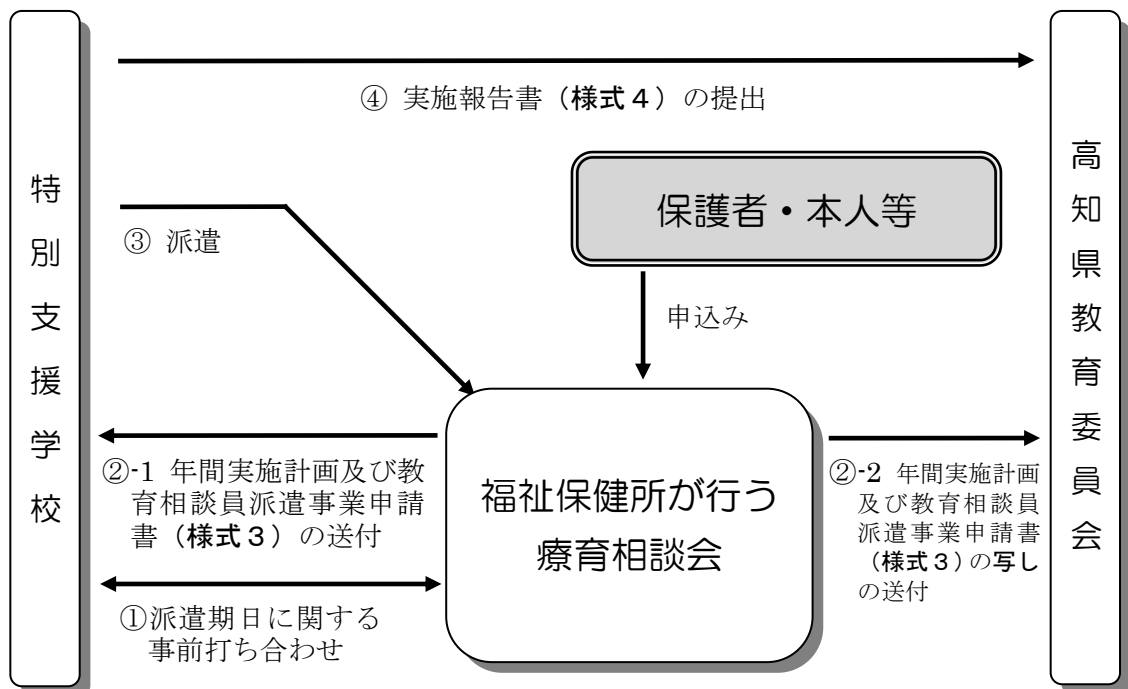 特別支援学校
④ 実施報告書（様式４）の提出
高知県教育委員会
保護者・本人等
③ 派遣
申込み
②-1 年間実施計画及び教
育相談員派遣事業申請
書（様式３）の送付
福祉保健所が行う
療育相談会
②-2 年間実施計画
及び教育相談員
派遣事業申請書
（様式３）の写し
の送付
①派遣期日に関する
事前打ち合わせ